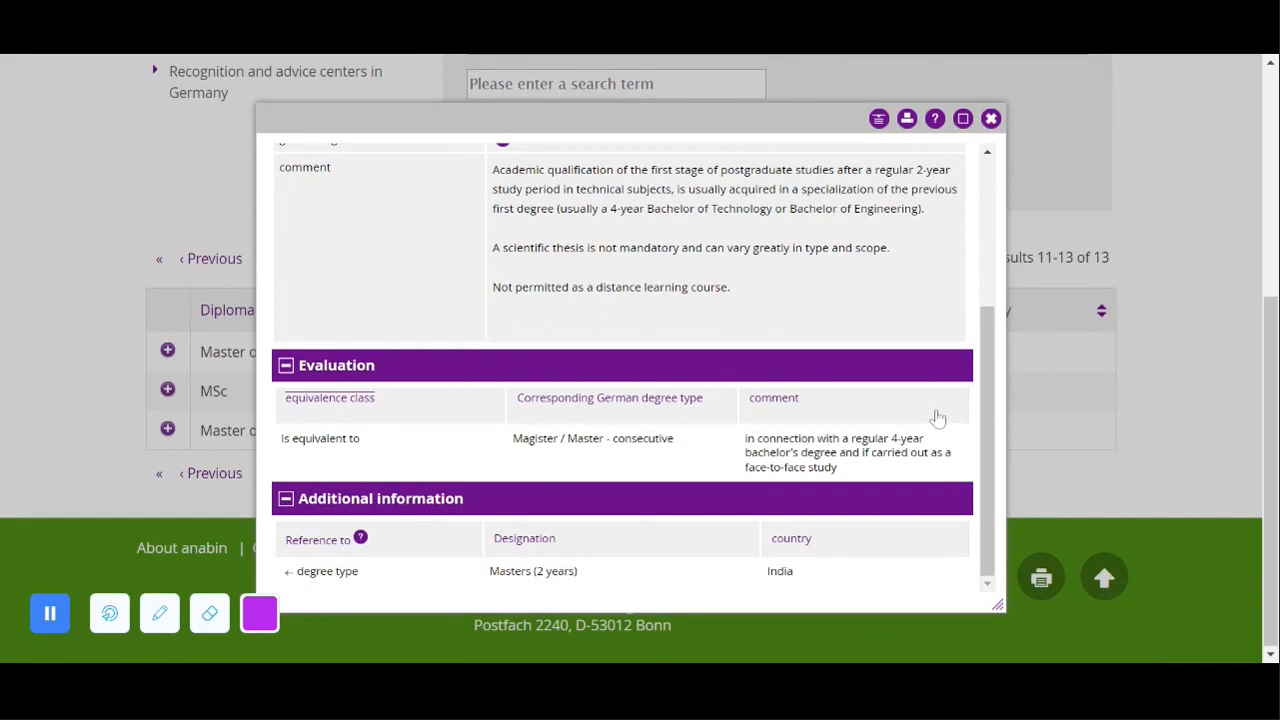 Recognition and advice centers in
Germany
Please enter a search term
?
comment
Academic qualification of the first stage of postgraduate studies after a regular 2-year
study period in technical subjects, is usually acquired in a specialization of the previous
first degree (usually a 4-year Bachelor of Technology or Bachelor of Engineering).
A scientific thesis is not mandatory and can vary greatly in type and scope.
Not permitted as a distance learning course.
« ‹ Previous
sults 11-13 of 13
Diploma
y
Master o
MSc
Master o
« ‹ Previous
Evaluation
equivalence class
Corresponding German degree type
comment
Is equivalent to
Magister / Master - consecutive
in connection with a regular 4-year
bachelor's degree and if carried out as a
face-to-face study
Additional information
Reference to ?
Designation
country
← degree type
Masters (2 years)
India
About anabin |
Postfach 2240, D-53012 Bonn